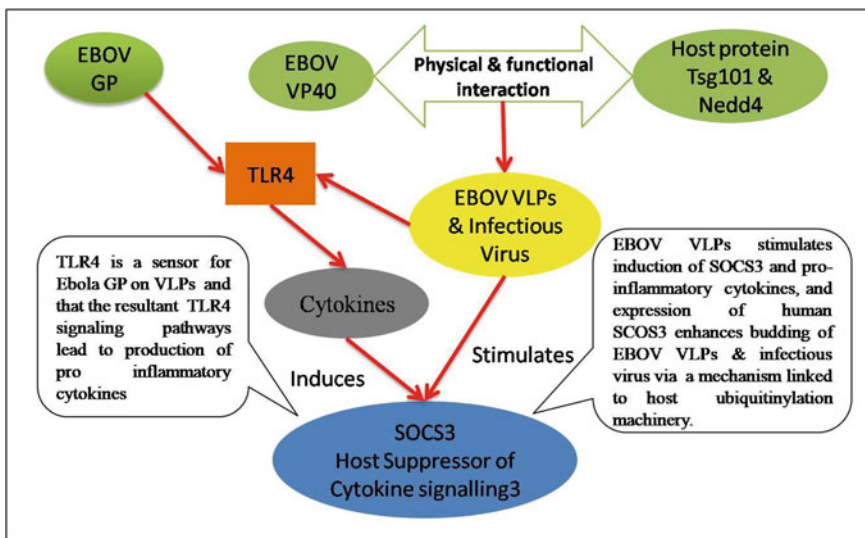 EBOV
GP
EBOV
VP40
Physical & functional
interaction
Host protein
Tsg101 &
Nedd4
TLR4
EBOV VLPs
& Infectious
Virus
TLR4 is a sensor for
Ebola GP on VLPs and
that the resultant TLR4
signaling pathways
lead to production of
pro inflammatory
cytokines
Cytokines
EBOV VLPs stimulates
induction of SOCS3 and pro-
inflammatory cytokines, and
expression of human
SCOS3 enhances budding of
EBOV VLPs & infectious
virus via a mechanism linked
to host ubiquitinylation
machinery.
Induces
Stimulates
SOCS3
Host Suppressor of
Cytokine signalling3